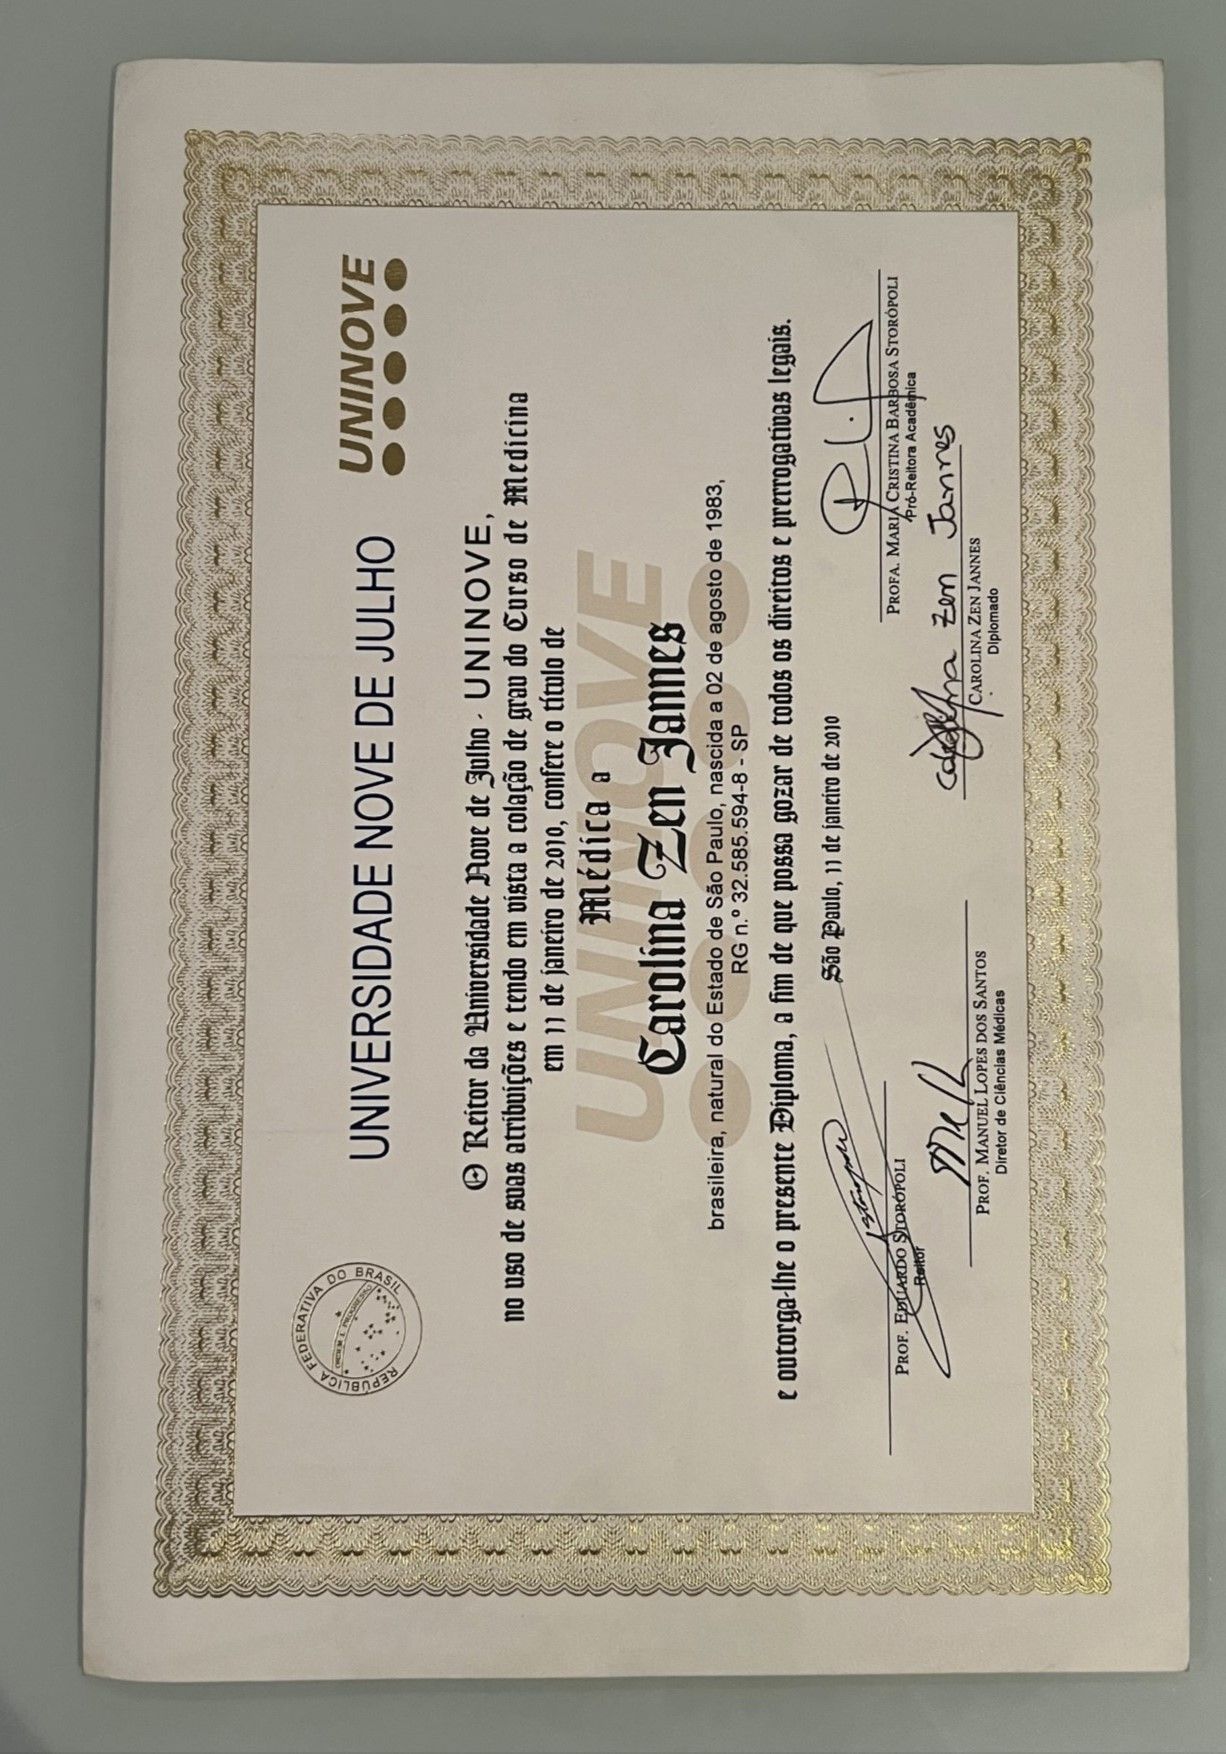 REPÚBLICA FEDERATIVA DO BRASIL
ORDEM E PROGRESSO
UNIVERSIDADE NOVE DE JULHO
UNINOVE
O Reitor da Universidade Nove de Julho - UNINOVE,
no uso de suas atribuições e tendo em vista a colação de grau do Curso de Medicina
em 11 de janeiro de 2010, confere o título de
Médica a
UNINOVE
Carolina Zen Jannes
brasileira, natural do Estado de São Paulo, nascida a 02 de agosto de 1983,
RG n.º 32.585.594-8 - SP
e outorga-lhe o presente Diploma, a fim de que possa gozar de todos os direitos e prerrogativas legais.
São Paulo, 11 de janeiro de 2010
PROF. EDUARDO STORÓPOLI
Reitor
PROFA. MARIA CRISTINA BARBOSA STORÓPOLI
Pró-Reitora Acadêmica
PROF. MANUEL LOPES DOS SANTOS
Diretor de Ciências Médicas
Zen Jannes
CAROLINA ZEN JANNES
Diplomado